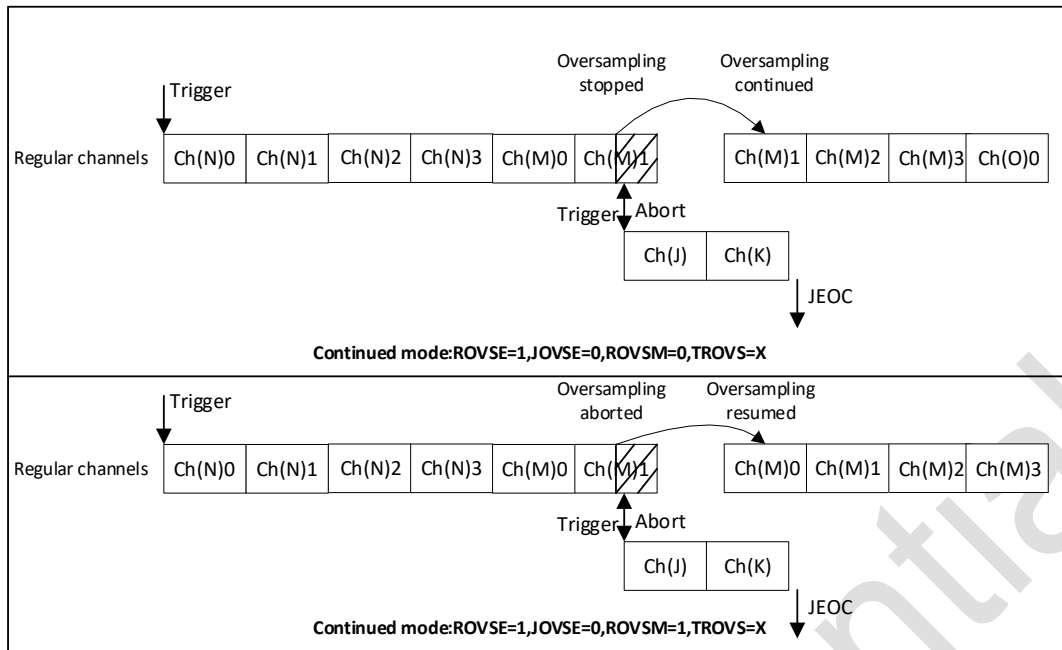 Oversampling stopped
Oversampling continued
Trigger
Regular channels
Ch(N)0 Ch(N)1 Ch(N)2 Ch(N)3 Ch(M)0 Ch(M)1 Ch(M)1 Ch(M)2 Ch(M)3 Ch(O)0
Trigger Abort
Ch(J) Ch(K)
JEOC
Continued mode:ROVSE=1,JOVSE=0,ROVSM=0,TROVS=X
Oversampling aborted
Oversampling resumed
Trigger
Regular channels
Ch(N)0 Ch(N)1 Ch(N)2 Ch(N)3 Ch(M)0 Ch(M)1 Ch(M)0 Ch(M)1 Ch(M)2 Ch(M)3
Trigger Abort
Ch(J) Ch(K)
JEOC
Continued mode:ROVSE=1,JOVSE=0,ROVSM=1,TROVS=X